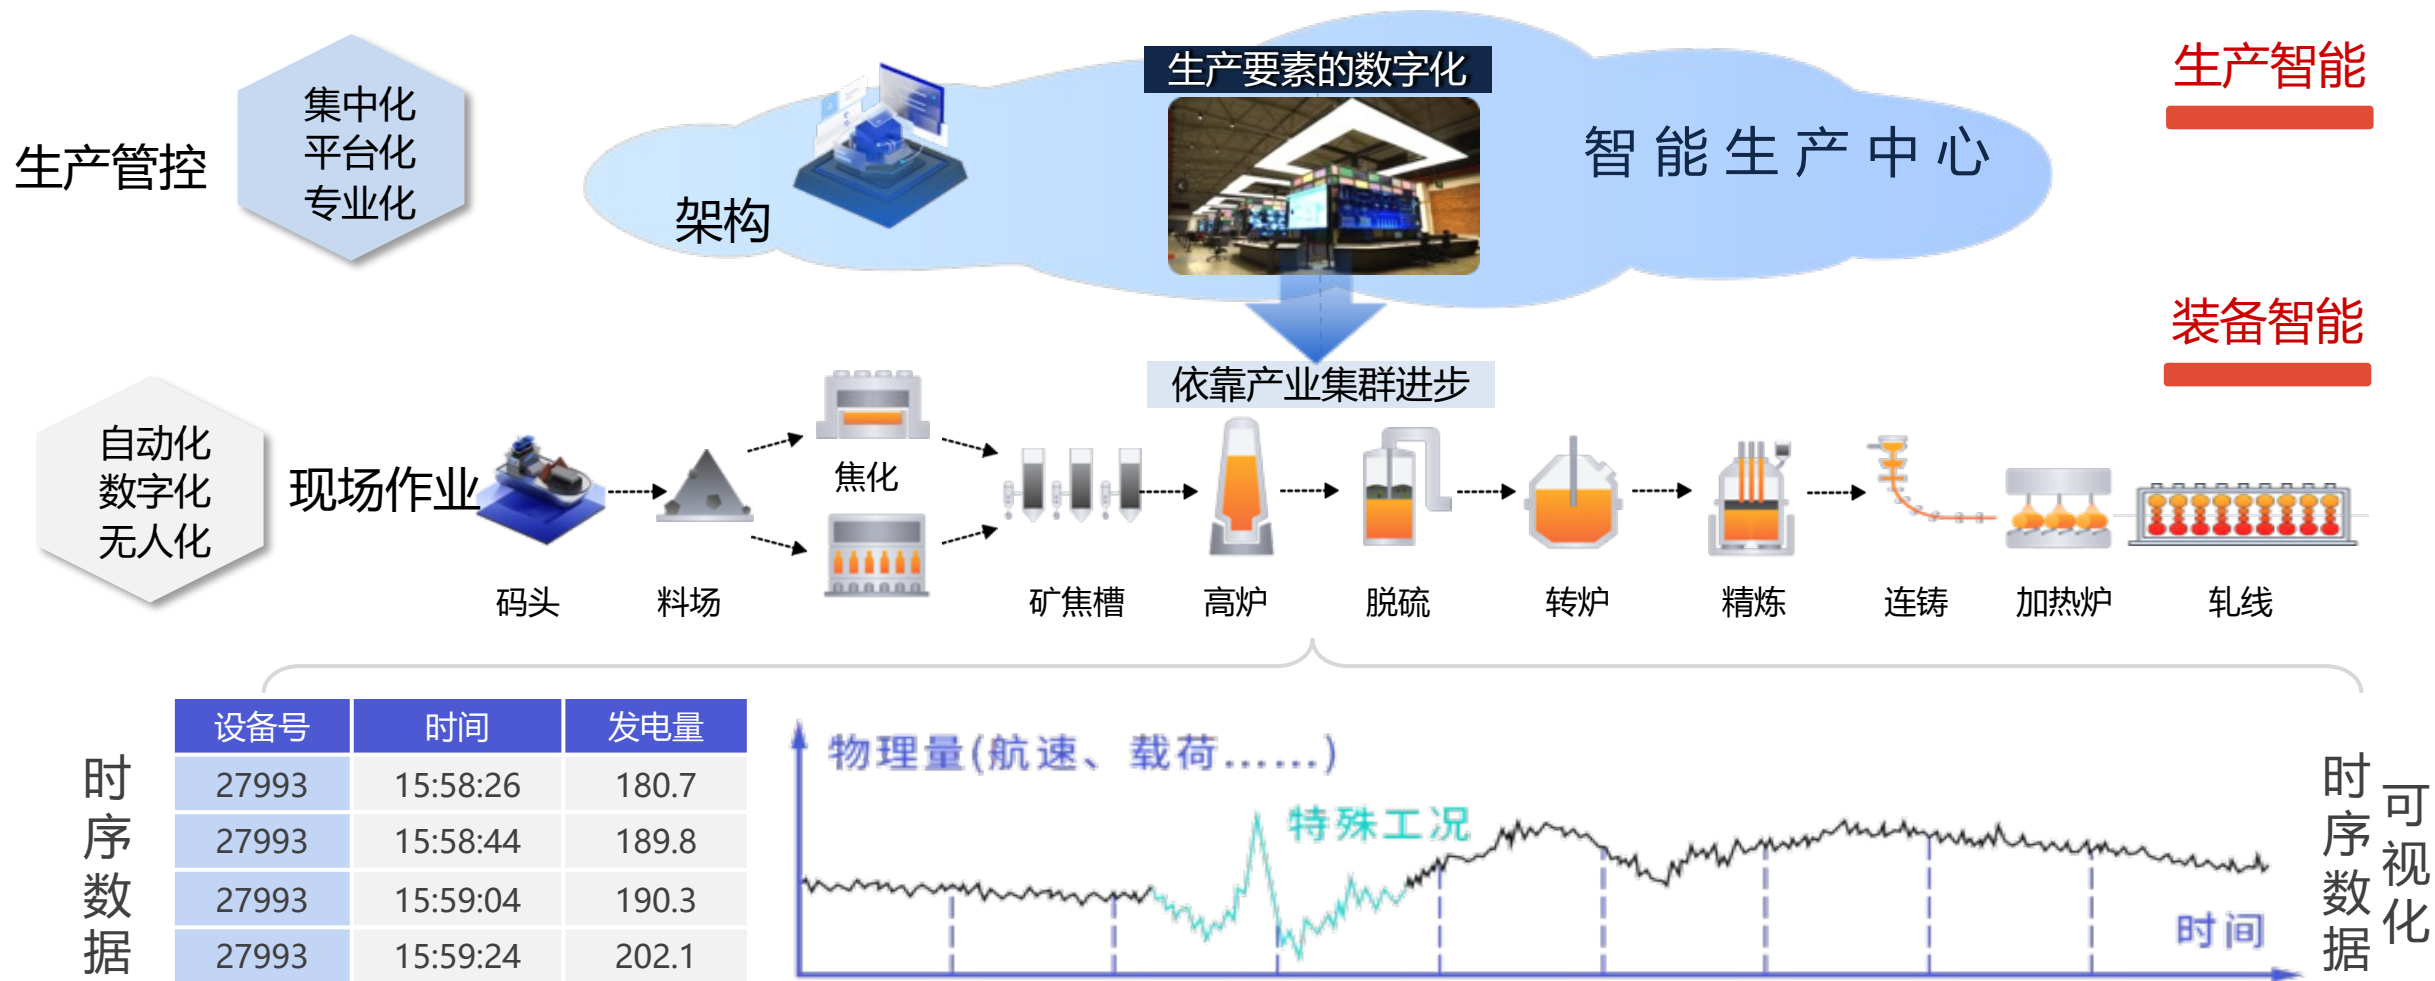 生产管控
集中化
平台化
专业化
架构
生产要素的数字化
智能生产中心
生产智能
装备智能
依靠产业集群进步
自动化
数字化
无人化
现场作业
焦化
码头
料场
矿焦槽
高炉
脱硫
转炉
精炼
连铸
加热炉
轧线
时序数据
设备号 时间 发电量
27993 15:58:26 180.7
27993 15:58:44 189.8
27993 15:59:04 190.3
27993 15:59:24 202.1
物理量(航速、载荷......)
特殊工况
时间
时序数据
可视化